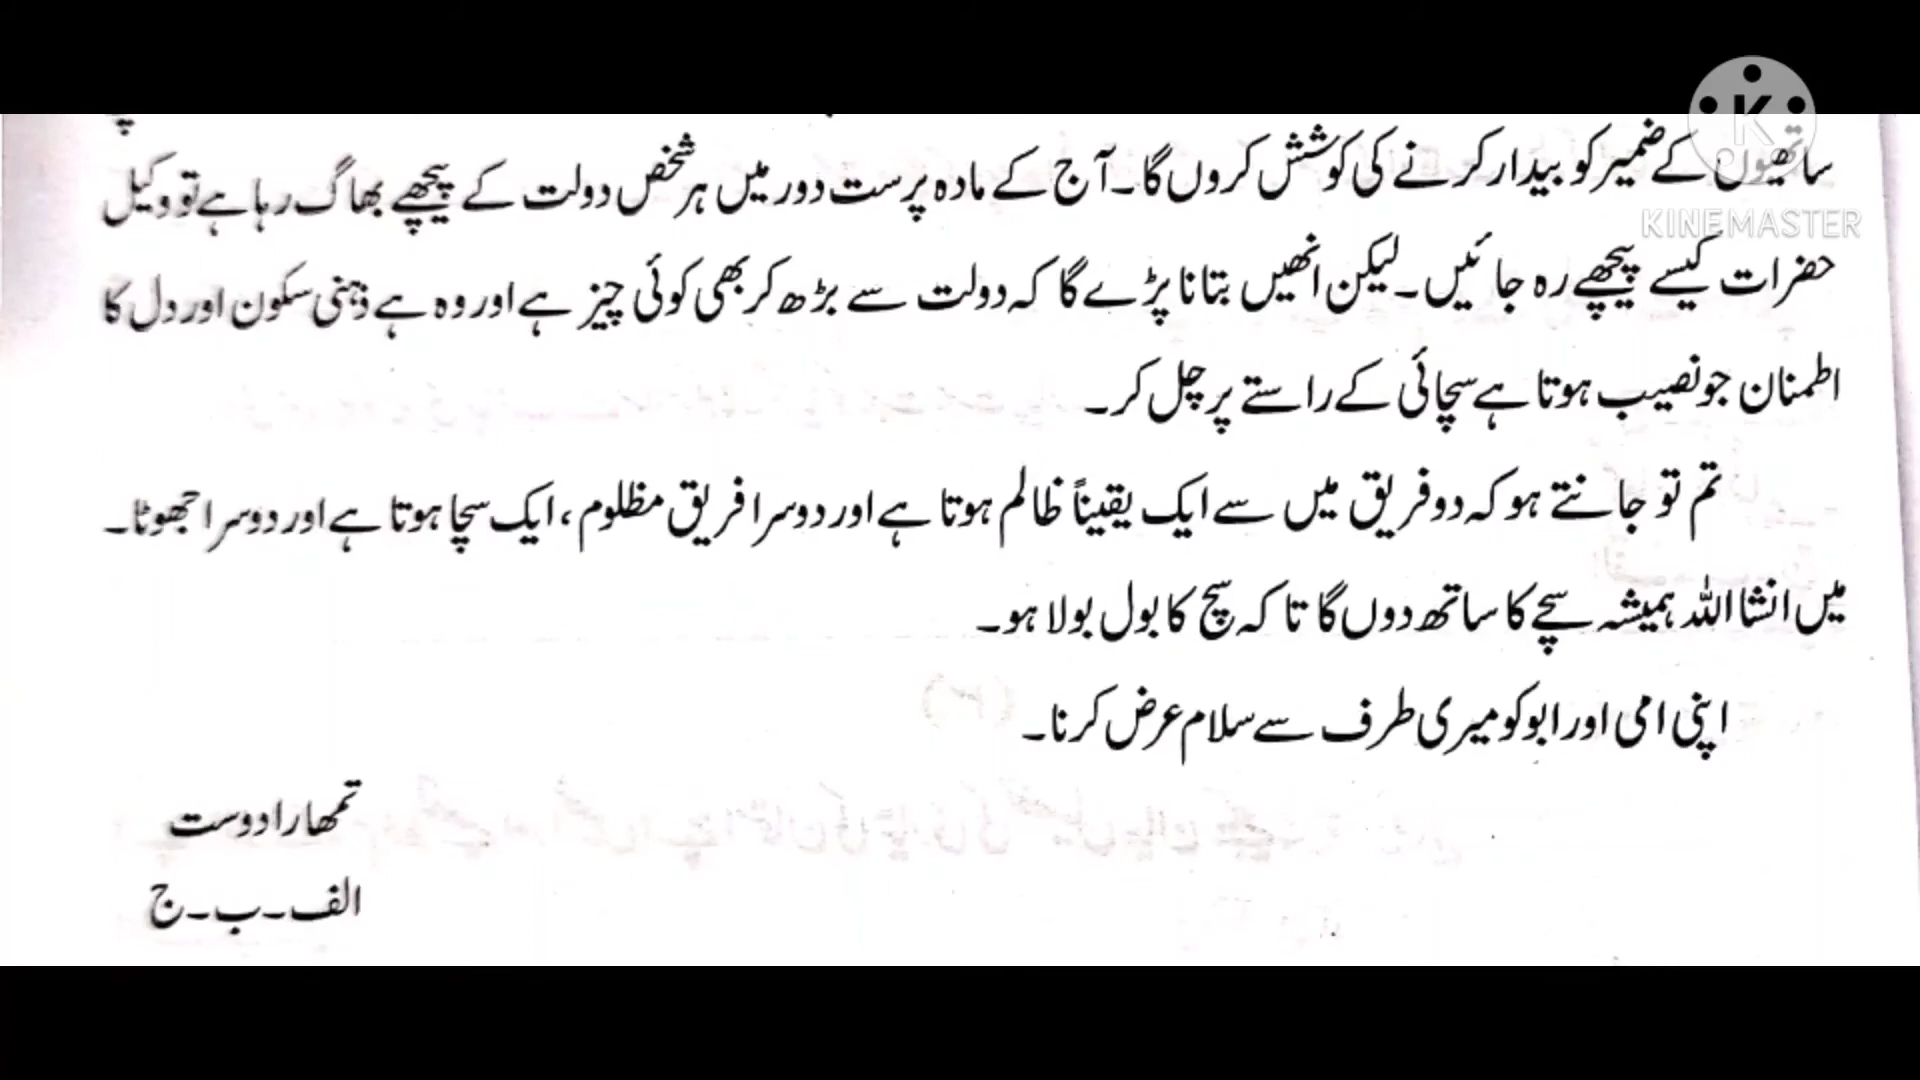 KINEMASTER
ساتھیوں کے ضمیر کو بیدار کرنے کی کوشش کروں گا۔ آج کے مادہ پرست دور میں ہر شخص دولت کے پیچھے بھاگ رہا ہے تو وکیل
حضرات کیسے پیچھے رہ جائیں۔ لیکن انھیں بتانا پڑے گا کہ دولت سے بڑھ کر بھی کوئی چیز ہے اور وہ ہے ذہنی سکون اور دل کا
اطمنان جو نصیب ہوتا ہے سچائی کے راستے پر چل کر۔
تم تو جانتے ہو کہ دو فریق میں سے ایک یقیناً ظالم ہوتا ہے اور دوسرا فریق مظلوم، ایک سچا ہوتا ہے اور دوسرا جھوٹا۔
میں انشااللہ ہمیشہ سچے کا ساتھ دوں گا تا کہ سچ کا بول بولا ہو۔
اپنی امی اور ابو کو میری طرف سے سلام عرض کرنا۔
تمھارا دوست
الف۔ب۔ج